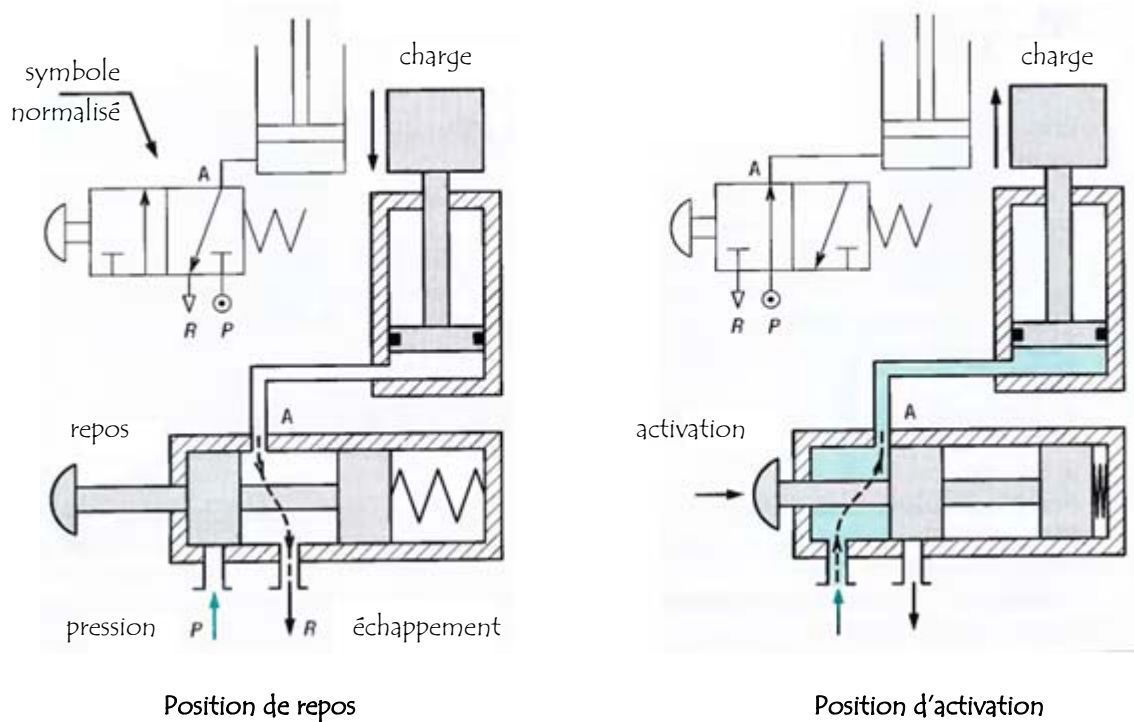 symbole
normalisé
charge
A
R P
A
repos
pression P
R échappement
Position de repos
charge
A
R P
A
activation
Position d'activation